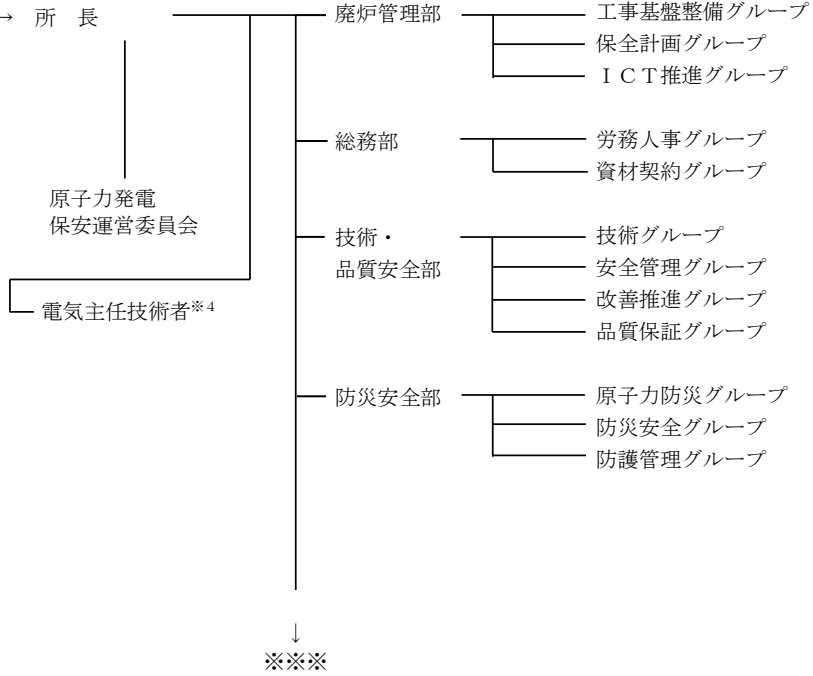 → 所 長
廃炉管理部
工事基盤整備グループ
保全計画グループ
ＩＣＴ推進グループ
総務部
労務人事グループ
資材契約グループ
原子力発電
保安運営委員会
技術・
品質安全部
技術グループ
安全管理グループ
改善推進グループ
品質保証グループ
電気主任技術者※4
防災安全部
原子力防災グループ
防災安全グループ
防護管理グループ
↓
※※※